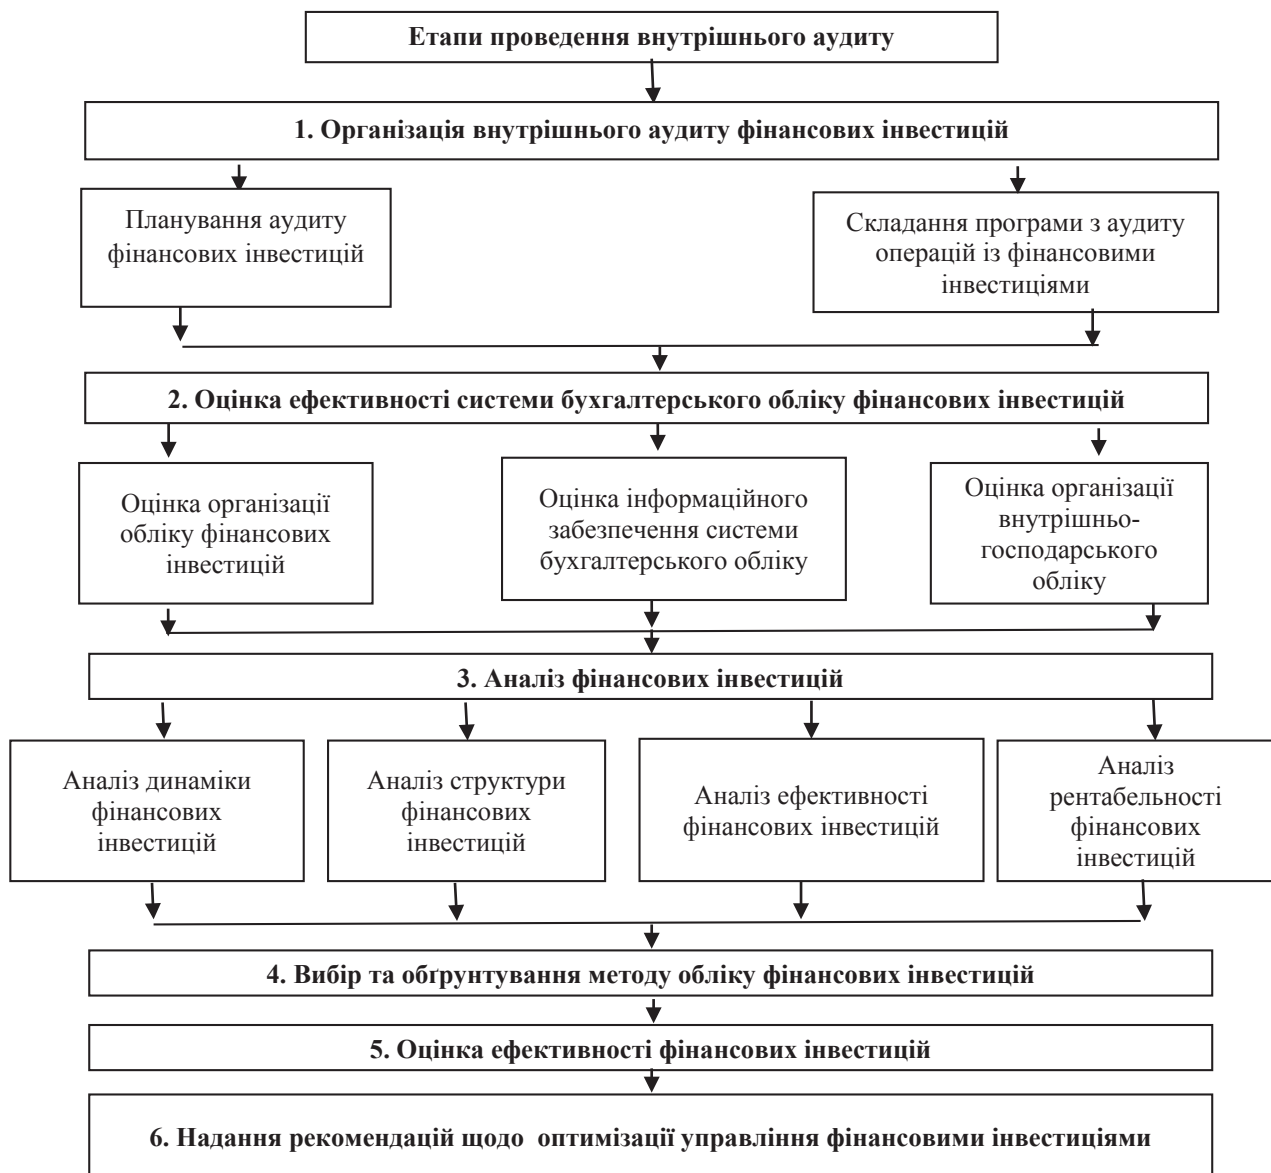 Етапи проведення внутрішнього аудиту
1. Організація внутрішнього аудиту фінансових інвестицій
Планування аудиту
фінансових інвестицій
Складання програми з аудиту
операцій із фінансовими
інвестиціями
2. Оцінка ефективності системи бухгалтерського обліку фінансових інвестицій
Оцінка організації
обліку фінансових
інвестицій
Оцінка інформаційного
забезпечення системи
бухгалтерського обліку
Оцінка організації
внутрішньо-
господарського
обліку
3. Аналіз фінансових інвестицій
Аналіз динаміки
фінансових
інвестицій
Аналіз структури
фінансових
інвестицій
Аналіз ефективності
фінансових інвестицій
Аналіз
рентабельності
фінансових
інвестицій
4. Вибір та обґрунтування методу обліку фінансових інвестицій
5. Оцінка ефективності фінансових інвестицій
6. Надання рекомендацій щодо  оптимізації управління фінансовими інвестиціями